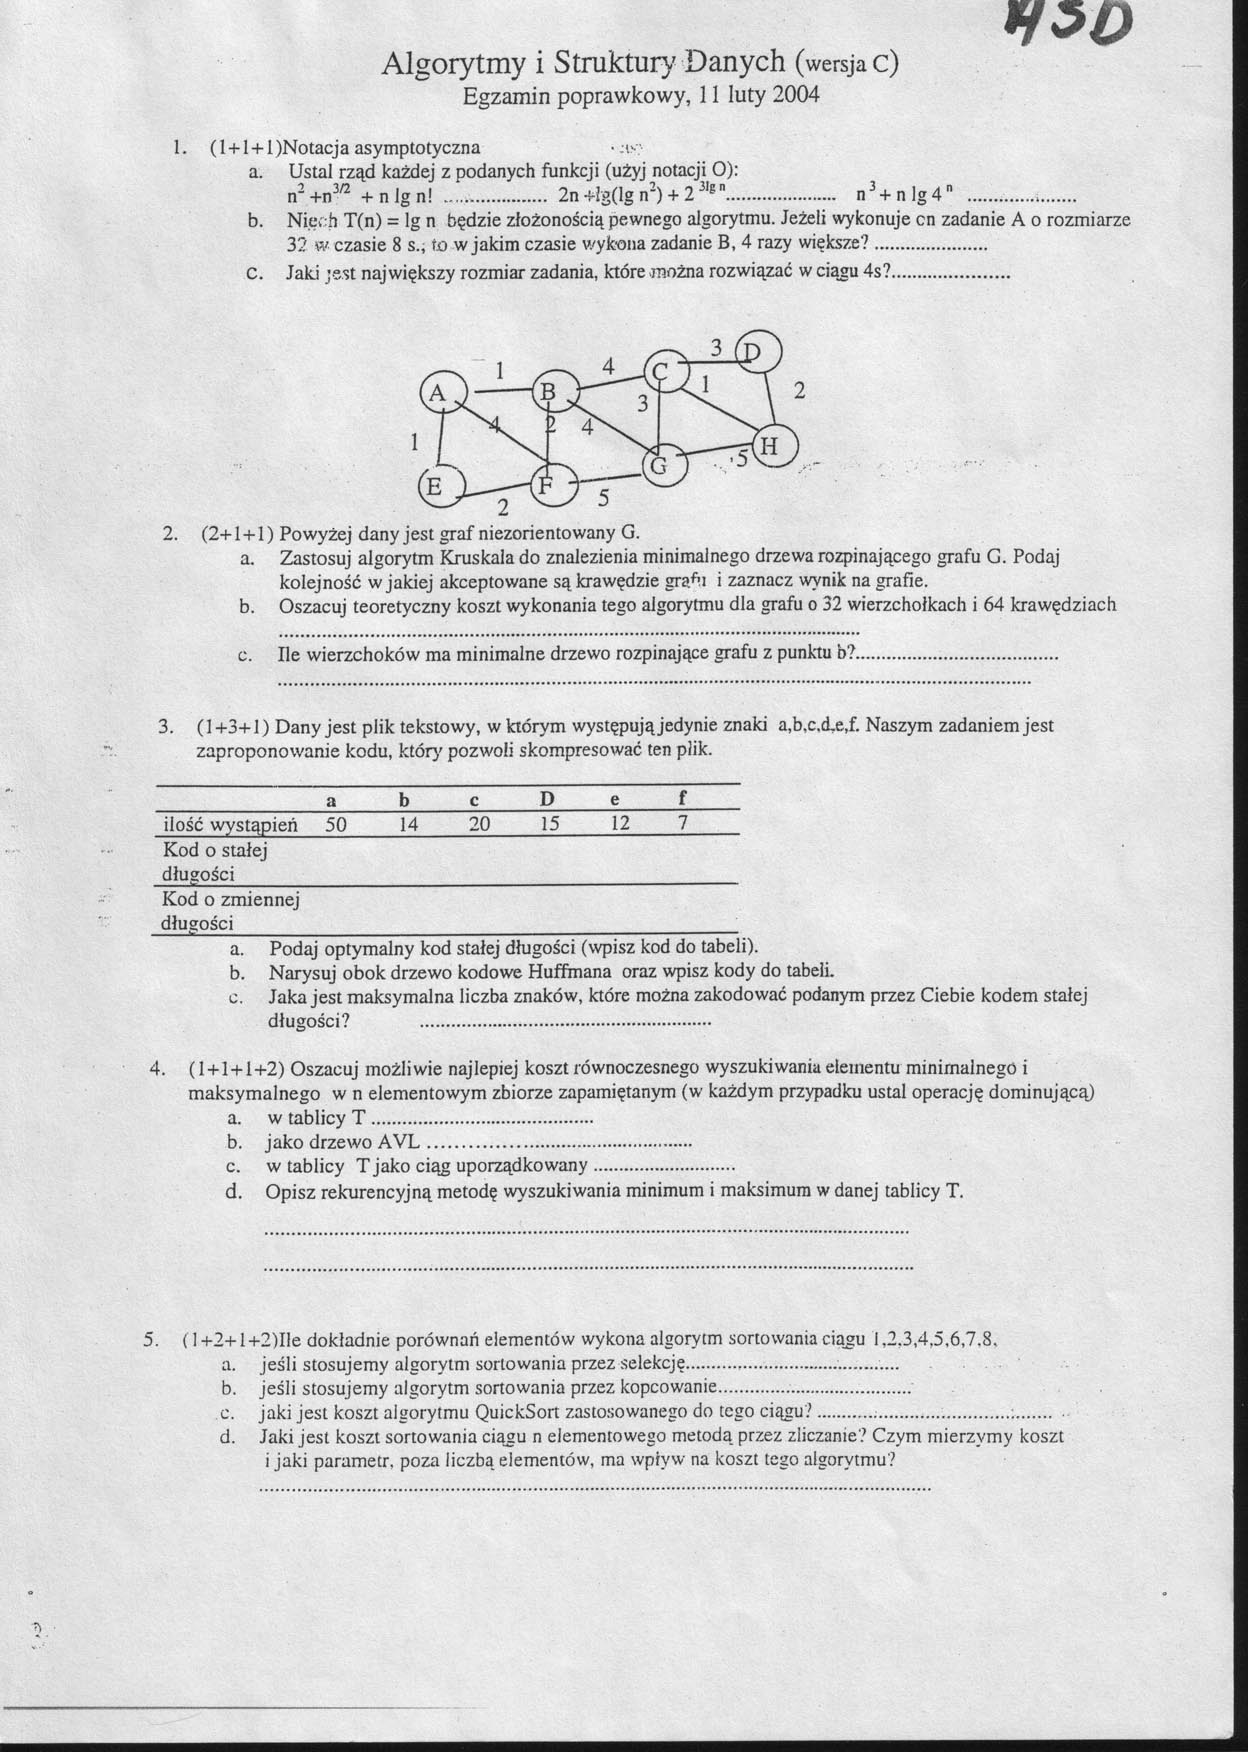 ASD
Algorytmy i Struktury Danych (wersja C)
Egzamin poprawkowy, 11 luty 2004
1. (1+1+1)Notacja asymptotyczna
a. Ustal rząd każdej z podanych funkcji (użyj notacji O):
n² +n³/² + n lg n! ..................... 2n +lg(lg n²) + 2 ³ˡᵍ ⁿ...................... n³ + n lg 4 ⁿ ......................
b. Niech T(n) = lg n będzie złożonością pewnego algorytmu. Jeżeli wykonuje on zadanie A o rozmiarze
32 w czasie 8 s., to w jakim czasie wykona zadanie B, 4 razy większe? ......................
c. Jaki jest największy rozmiar zadania, które można rozwiązać w ciągu 4s?......................
3 D
1 4 C
A B 1 2
3
4 2 4
1 H
G 5
E F
2 5
2. (2+1+1) Powyżej dany jest graf niezorientowany G.
a. Zastosuj algorytm Kruskala do znalezienia minimalnego drzewa rozpinającego grafu G. Podaj
kolejność w jakiej akceptowane są krawędzie grafu i zaznacz wynik na grafie.
b. Oszacuj teoretyczny koszt wykonania tego algorytmu dla grafu o 32 wierzchołkach i 64 krawędziach
....................................................................................................
c. Ile wierzchoków ma minimalne drzewo rozpinające grafu z punktu b?......................................
....................................................................................................
3. (1+3+1) Dany jest plik tekstowy, w którym występują jedynie znaki a,b,c,d,e,f. Naszym zadaniem jest
zaproponowanie kodu, który pozwoli skompresować ten plik.
a b c D e f
ilość wystąpień 50 14 20 15 12 7
Kod o stałej
długości
Kod o zmiennej
długości
a. Podaj optymalny kod stałej długości (wpisz kod do tabeli).
b. Narysuj obok drzewo kodowe Huffmana oraz wpisz kody do tabeli.
c. Jaka jest maksymalna liczba znaków, które można zakodować podanym przez Ciebie kodem stałej
długości? ..........................................................
4. (1+1+1+2) Oszacuj możliwie najlepiej koszt równoczesnego wyszukiwania elementu minimalnego i
maksymalnego w n elementowym zbiorze zapamiętanym (w każdym przypadku ustal operację dominującą)
a. w tablicy T ............................................
b. jako drzewo AVL .....................................................
c. w tablicy T jako ciąg uporządkowany ............................
d. Opisz rekurencyjną metodę wyszukiwania minimum i maksimum w danej tablicy T.
....................................................................................................
....................................................................................................
5. (1+2+1+2)Ile dokładnie porównań elementów wykona algorytm sortowania ciągu 1,2,3,4,5,6,7,8,
a. jeśli stosujemy algorytm sortowania przez selekcję...........................................
b. jeśli stosujemy algorytm sortowania przez kopcowanie.......................................
c. jaki jest koszt algorytmu QuickSort zastosowanego do tego ciągu? ...............................................
d. Jaki jest koszt sortowania ciągu n elementowego metodą przez zliczanie? Czym mierzymy koszt
i jaki parametr, poza liczbą elementów, ma wpływ na koszt tego algorytmu?
....................................................................................................